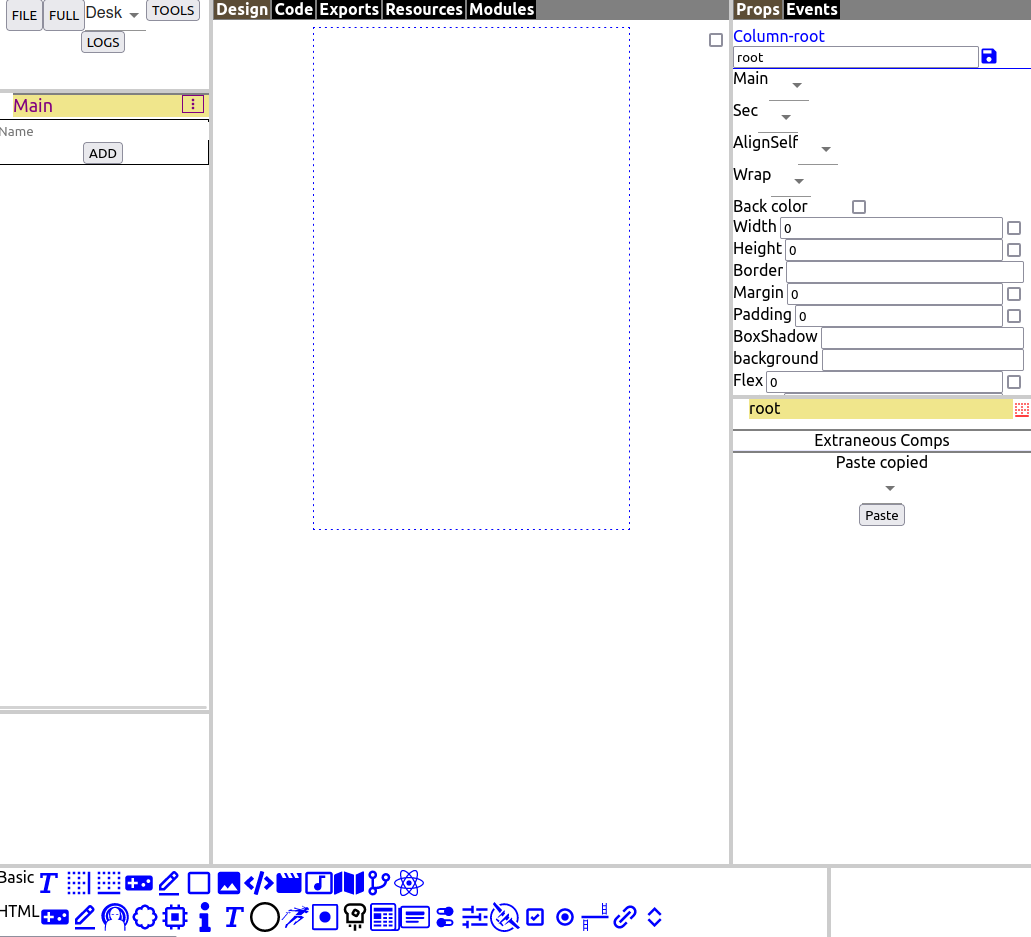 FILE FULL Desk TOOLS
LOGS
Main
Name
ADD
Design Code Exports Resources Modules
Props Events
Column-root
root
Main
Sec
AlignSelf
Wrap
Back color
Width 0
Height 0
Border
Margin 0
Padding 0
BoxShadow
background
Flex 0
root
Extraneous Comps
Paste copied
Paste
Basic
HTML